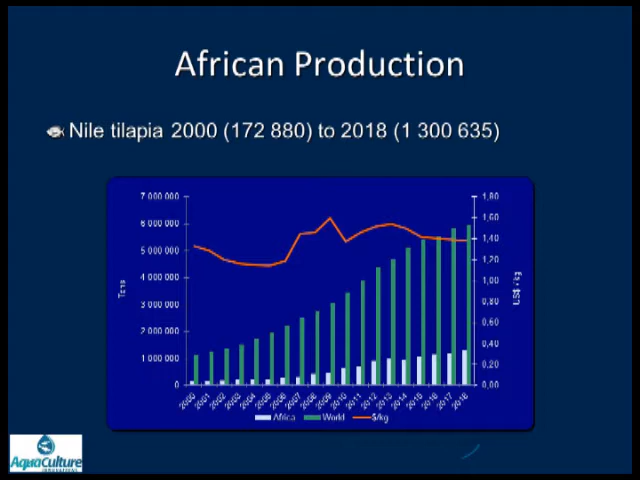 African Production
Nile tilapia 2000 (172 880) to 2018 (1 300 635)
7 000 000
6 000 000
5 000 000
4 000 000
3 000 000
2 000 000
1 000 000
0
Tons
1,80
1,60
1,40
1,20
1,00
0,80
0,60
0,40
0,20
0,00
US$ / kg
2000 2001 2002 2003 2004 2005 2006 2007 2008 2009 2010 2011 2012 2013 2014 2015 2016 2017 2018
Africa World $/kg
AquaCulture